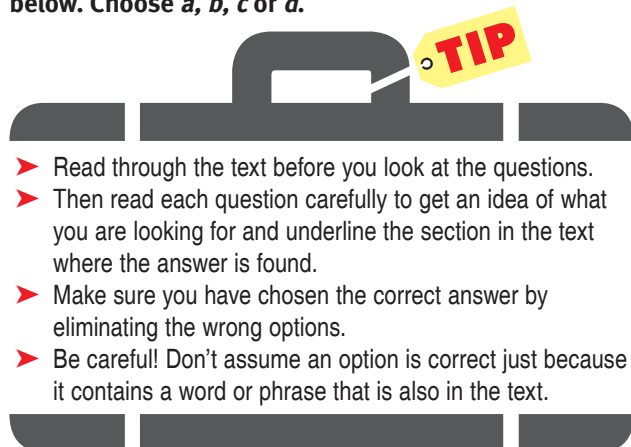 below. Choose a, b, c or d.
TIP
➤ Read through the text before you look at the questions.
➤ Then read each question carefully to get an idea of what
you are looking for and underline the section in the text
where the answer is found.
➤ Make sure you have chosen the correct answer by
eliminating the wrong options.
➤ Be careful! Don't assume an option is correct just because
it contains a word or phrase that is also in the text.